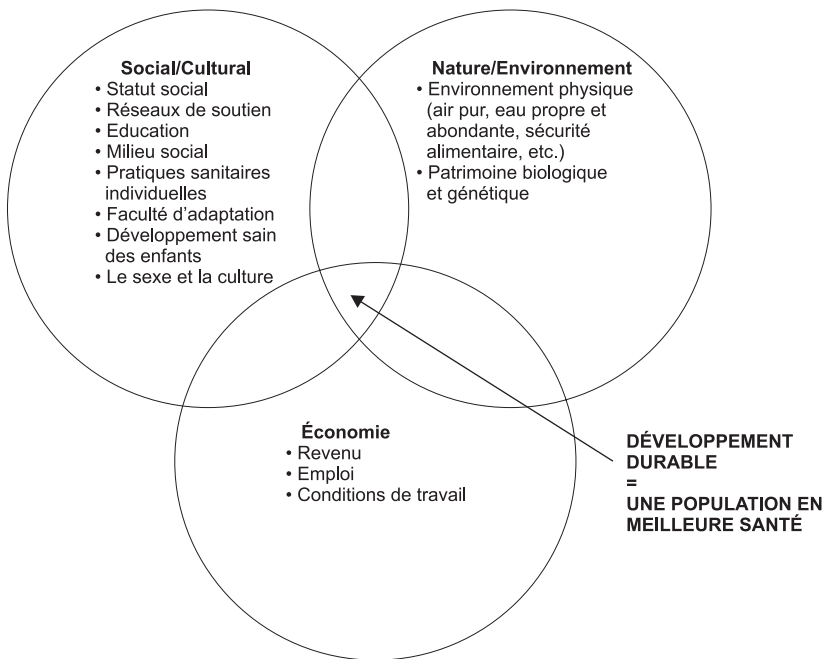 Social/Cultural
• Statut social
• Réseaux de soutien
• Education
• Milieu social
• Pratiques sanitaires
individuelles
• Faculté d'adaptation
• Développement sain
des enfants
• Le sexe et la culture
Nature/Environnement
• Environnement physique
(air pur, eau propre et
abondante, sécurité
alimentaire, etc.)
• Patrimoine biologique
et génétique
Économie
• Revenu
• Emploi
• Conditions de travail
DÉVELOPPEMENT
DURABLE
=
UNE POPULATION EN
MEILLEURE SANTÉ